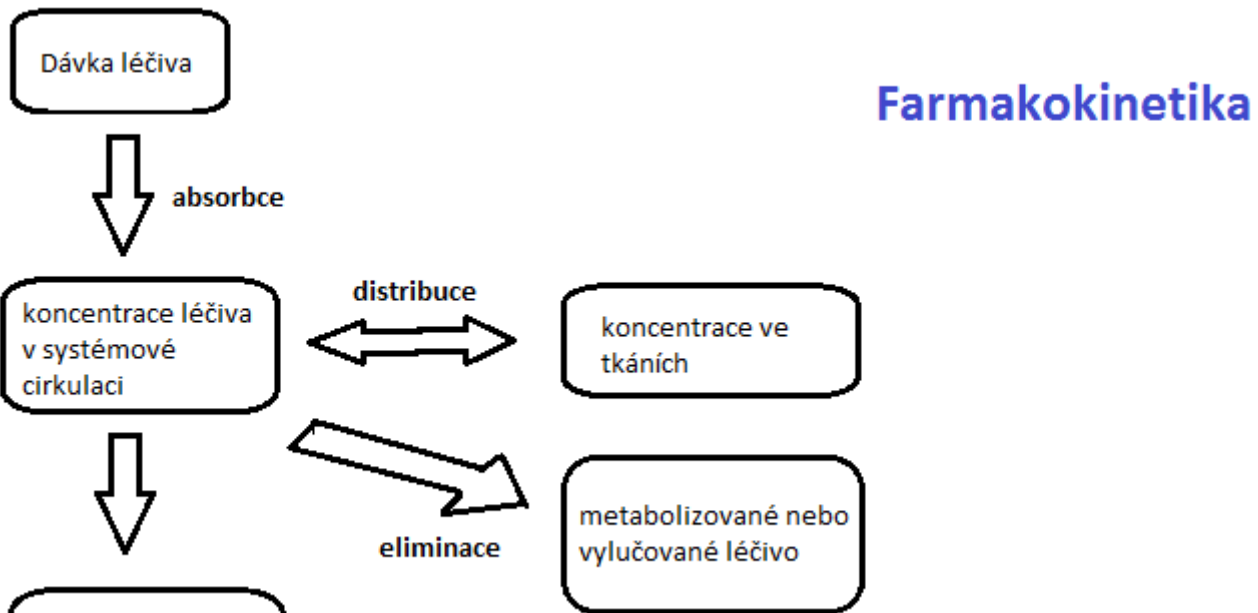 Dávka léčiva
Farmakokinetika
absorbce
koncentrace léčiva
v systémové
cirkulaci
distribuce
koncentrace ve
tkáních
eliminace
metabolizované nebo
vylučované léčivo